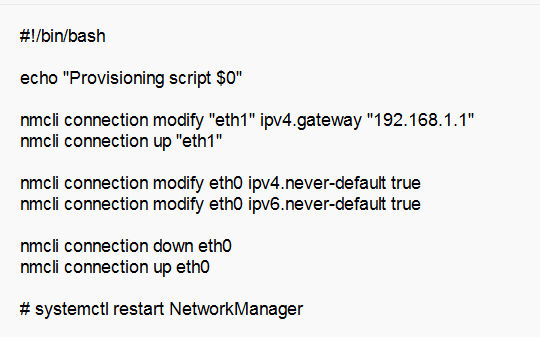 #!/bin/bash
echo "Provisioning script $0"
nmcli connection modify "eth1" ipv4.gateway "192.168.1.1"
nmcli connection up "eth1"
nmcli connection modify eth0 ipv4.never-default true
nmcli connection modify eth0 ipv6.never-default true
nmcli connection down eth0
nmcli connection up eth0
# systemctl restart NetworkManager